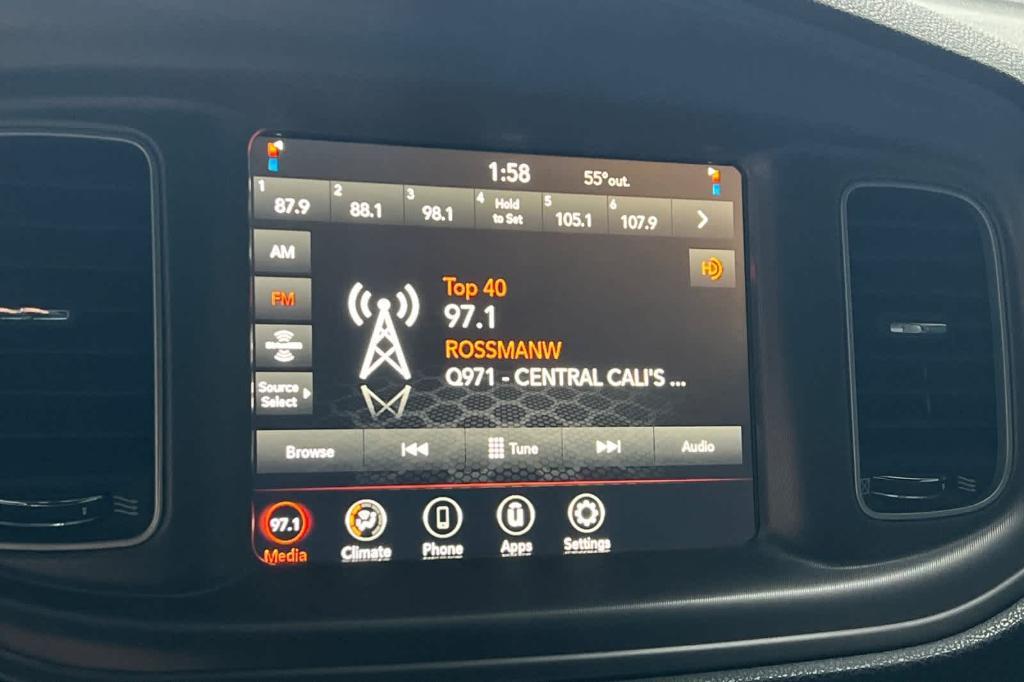 1:58
55° out.
1 87.9
2 88.1
3 98.1
4 Hold to Set
5 105.1
6 107.9
AM
FM
Source Select
HD
Top 40
97.1
ROSSMANW
Q971 - CENTRAL CALI'S ...
Browse
Tune
Audio
97.1
Media
Climate
Phone
Apps
Settings